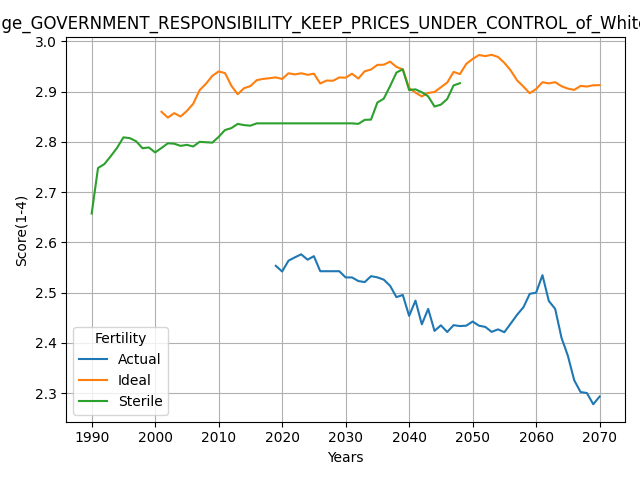 ge_GOVERNMENT_RESPONSIBILITY_KEEP_PRICES_UNDER_CONTROL_of_White
3.0
2.9
2.8
2.7
2.6
2.5
2.4
2.3
Score(1-4)
Fertility
Actual
Ideal
Sterile
1990 2000 2010 2020 2030 2040 2050 2060 2070
Years